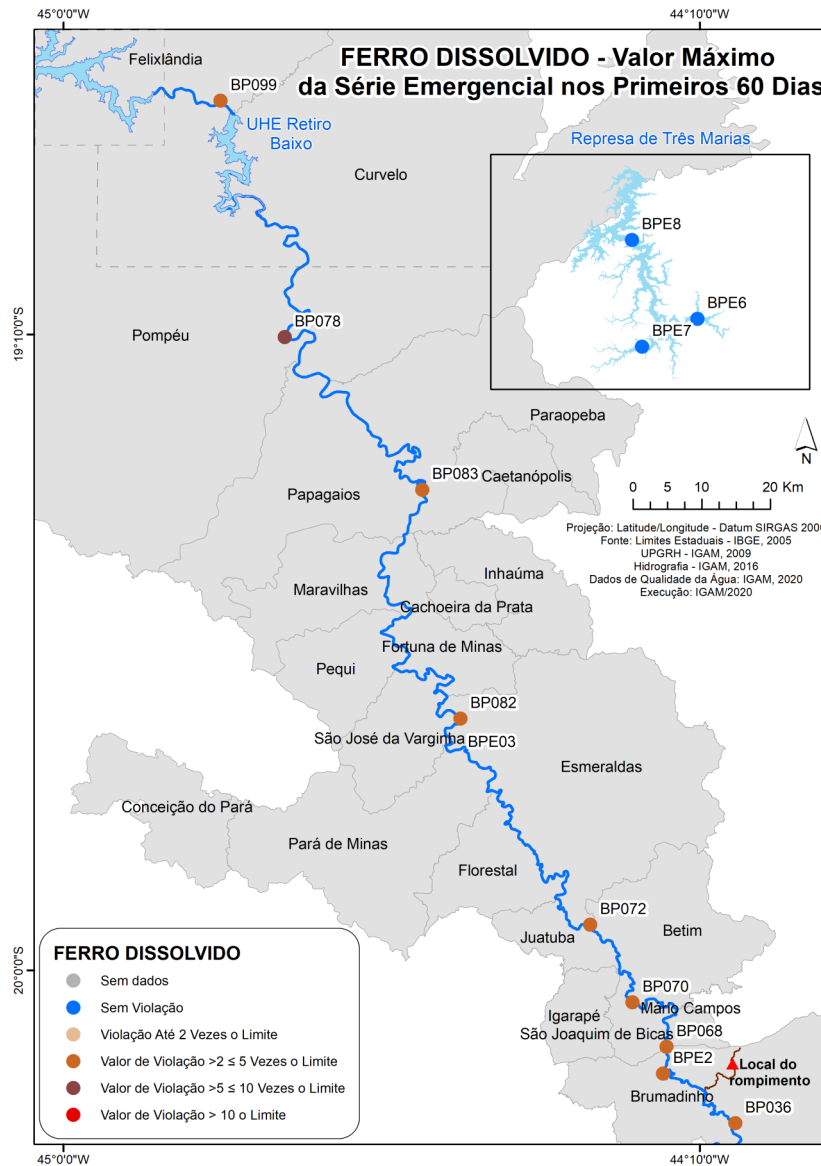 45°0'0"W
44°10'0"W
FERRO DISSOLVIDO - Valor Máximo
da Série Emergencial nos Primeiros 60 Dias
Felixlândia
BP099
UHE Retiro
Baixo
Represa de Três Marias
Curvelo
BPE8
BPE6
BPE7
19°10'0"S
Pompéu
BP078
Paraopeba
N
BP083
Caetanópolis
Papagaios
0 5 10 20 Km
Projeção: Latitude/Longitude - Datum SIRGAS 2000
Fonte: Limites Estaduais - IBGE, 2005
UPGRH - IGAM, 2009
Hidrografia - IGAM, 2016
Dados de Qualidade da Água: IGAM, 2020
Execução: IGAM/2020
Inhaúma
Maravilhas
Cachoeira da Prata
Fortuna de Minas
Pequi
BP082
São José da Varginha
BPE03
Esmeraldas
Conceição do Pará
Pará de Minas
Florestal
BP072
Juatuba
Betim
20°0'0"S
BP070
Mário Campos
Igarapé
São Joaquim de Bicas
BP068
BPE2
Local do
rompimento
Brumadinho
BP036
FERRO DISSOLVIDO
Sem dados
Sem Violação
Violação Até 2 Vezes o Limite
Valor de Violação >2 ≤ 5 Vezes o Limite
Valor de Violação >5 ≤ 10 Vezes o Limite
Valor de Violação > 10 o Limite
45°0'0"W
44°10'0"W